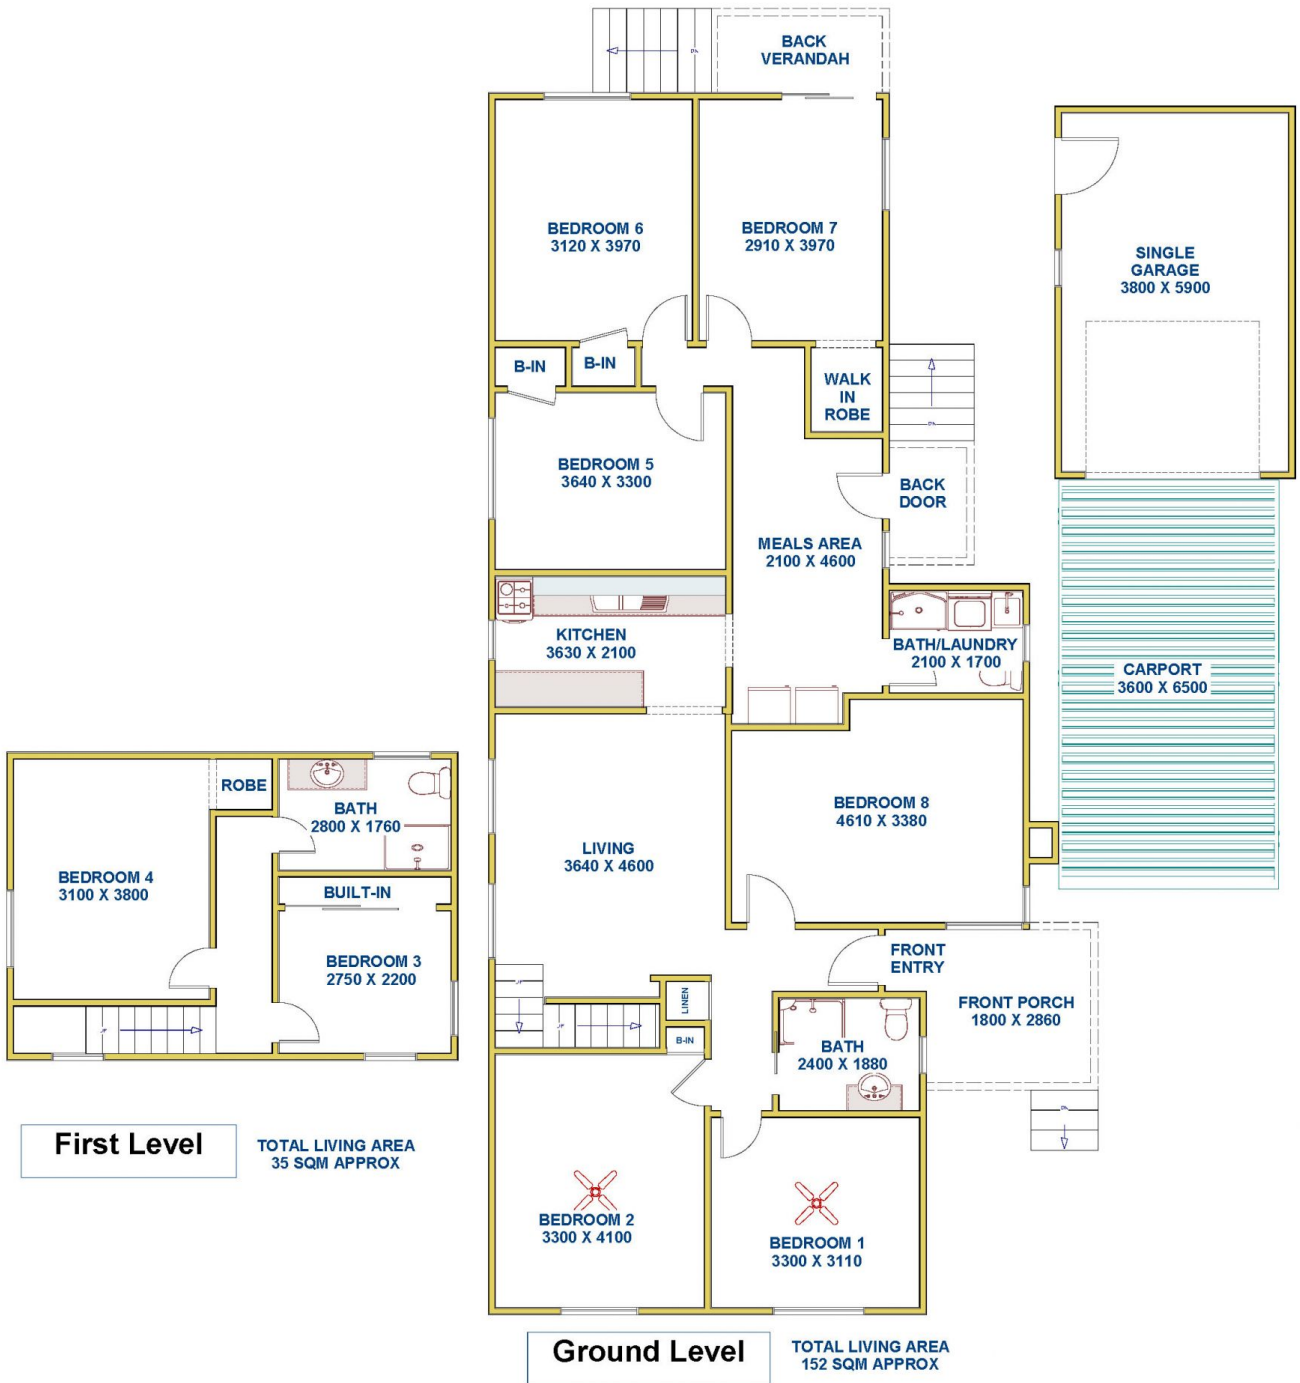 BACK
VERANDAH
BEDROOM 6
3120 X 3970
BEDROOM 7
2910 X 3970
SINGLE
GARAGE
3800 X 5900
B-IN
B-IN
WALK
IN
ROBE
BEDROOM 5
3640 X 3300
BACK
DOOR
MEALS AREA
2100 X 4600
KITCHEN
3630 X 2100
BATH/LAUNDRY
2100 X 1700
CARPORT
3600 X 6500
ROBE
BATH
2800 X 1760
BEDROOM 4
3100 X 3800
BUILT-IN
BEDROOM 3
2750 X 2200
LIVING
3640 X 4600
BEDROOM 8
4610 X 3380
FRONT
ENTRY
FRONT PORCH
1800 X 2860
LINEN
B-IN
BATH
2400 X 1880
BEDROOM 2
3300 X 4100
BEDROOM 1
3300 X 3110
First Level
TOTAL LIVING AREA
35 SQM APPROX
Ground Level
TOTAL LIVING AREA
152 SQM APPROX